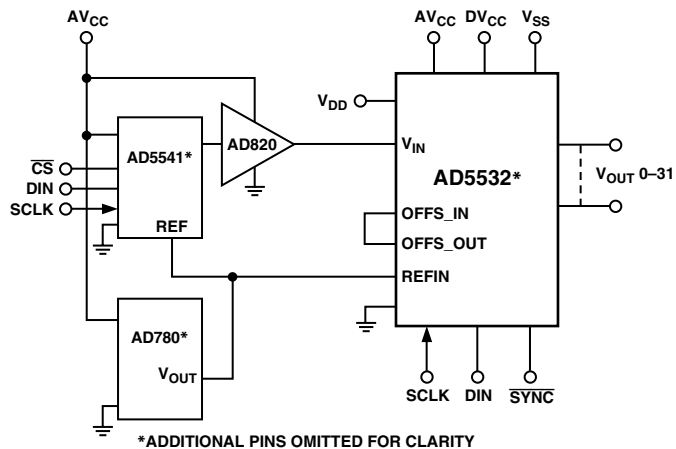 AVCC
AVCC DVCC VSS
VDD
AD820
AD5541*
VIN
CS
DIN
SCLK
REF
AD5532*
VOUT 0–31
OFFS_IN
OFFS_OUT
REFIN
AD780*
VOUT
SCLK DIN SYNC
*ADDITIONAL PINS OMITTED FOR CLARITY